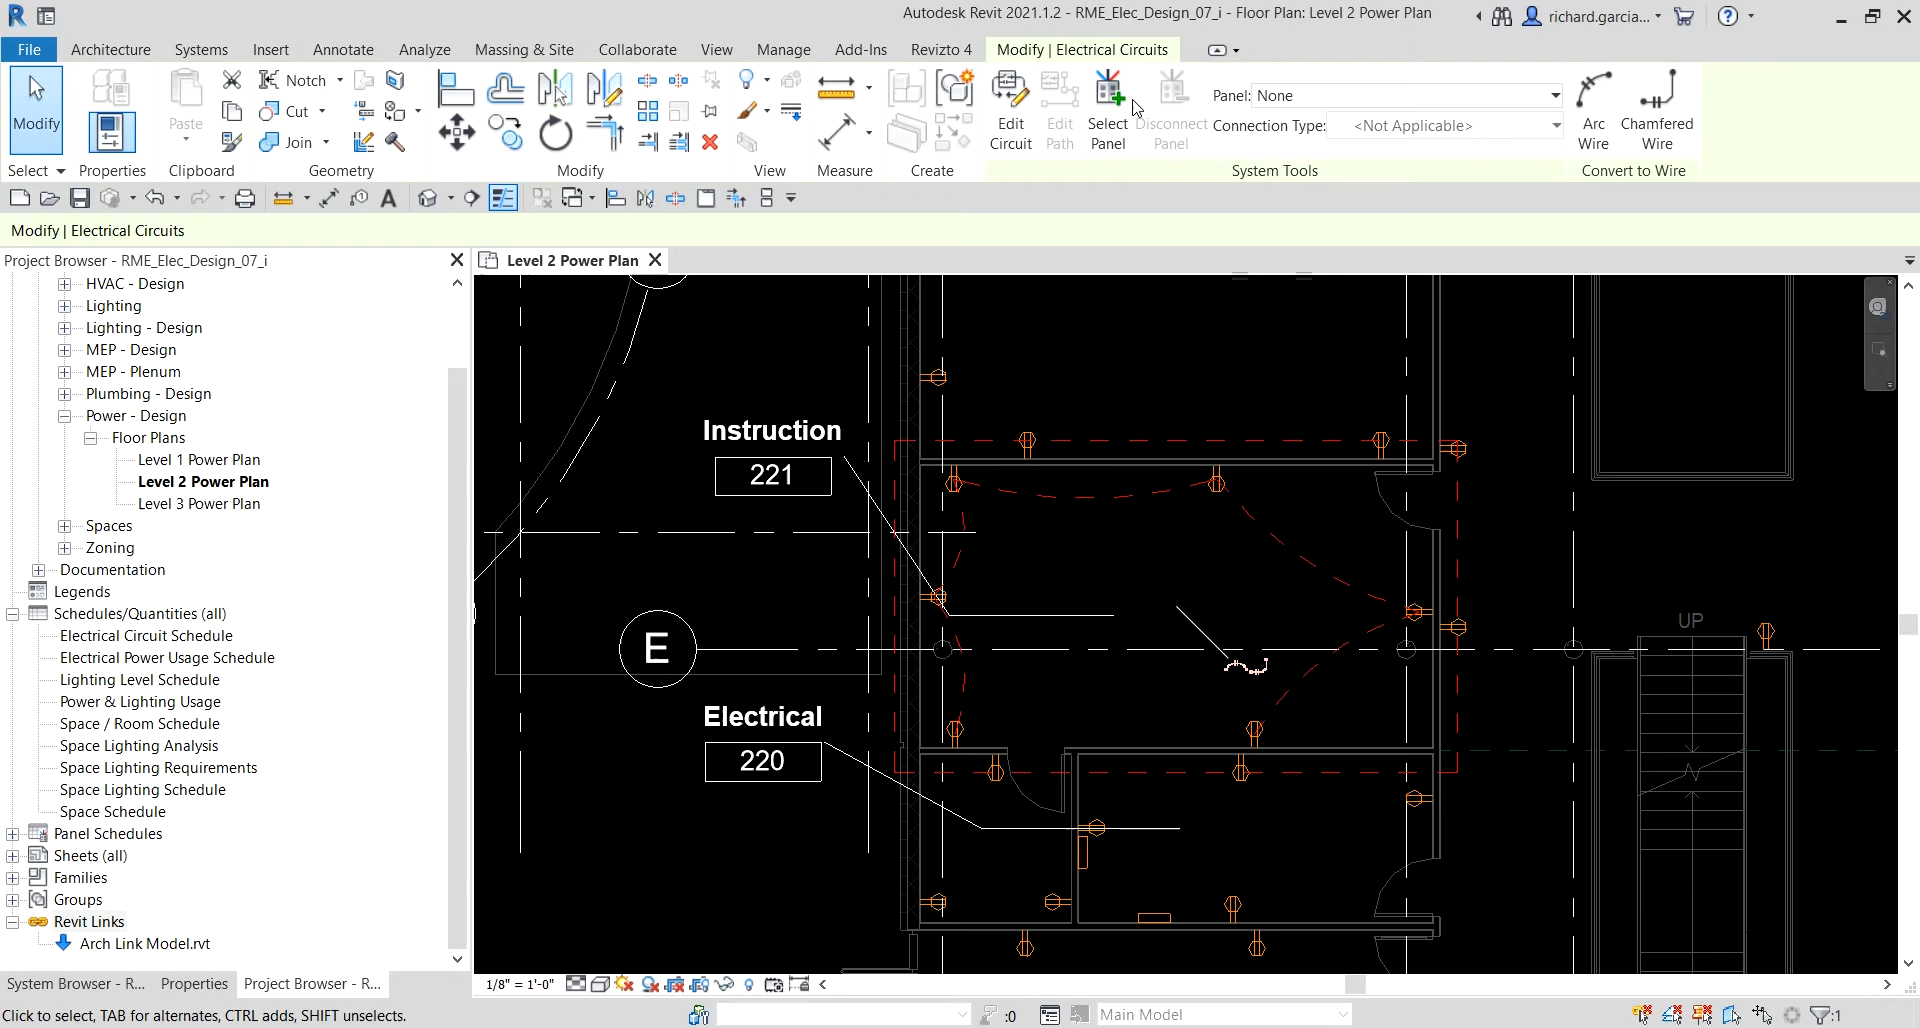 Autodesk Revit 2021.1.2 - RME_Elec_Design_07_i - Floor Plan: Level 2 Power Plan
richard.garcia...
File Architecture Systems Insert Annotate Analyze Massing & Site Collaborate View Manage Add-Ins Revizto 4 Modify | Electrical Circuits
Modify
Paste
Notch
Cut
Join
Edit Circuit
Edit Path
Select Panel
Disconnect Panel
Panel: None
Connection Type: <Not Applicable>
Arc Wire
Chamfered Wire
Select Properties Clipboard Geometry Modify View Measure Create System Tools Convert to Wire
Modify | Electrical Circuits
Project Browser - RME_Elec_Design_07_i
Level 2 Power Plan
HVAC - Design
Lighting
Lighting - Design
MEP - Design
MEP - Plenum
Plumbing - Design
Power - Design
Floor Plans
Level 1 Power Plan
Level 2 Power Plan
Level 3 Power Plan
Spaces
Zoning
Documentation
Legends
Schedules/Quantities (all)
Electrical Circuit Schedule
Electrical Power Usage Schedule
Lighting Level Schedule
Power & Lighting Usage
Space / Room Schedule
Space Lighting Analysis
Space Lighting Requirements
Space Lighting Schedule
Space Schedule
Panel Schedules
Sheets (all)
Families
Groups
Revit Links
Arch Link Model.rvt
Instruction
221
E
UP
Electrical
220
System Browser - R... Properties Project Browser - R...
1/8" = 1'-0"
Click to select, TAB for alternates, CTRL adds, SHIFT unselects.
:0
Main Model
:1